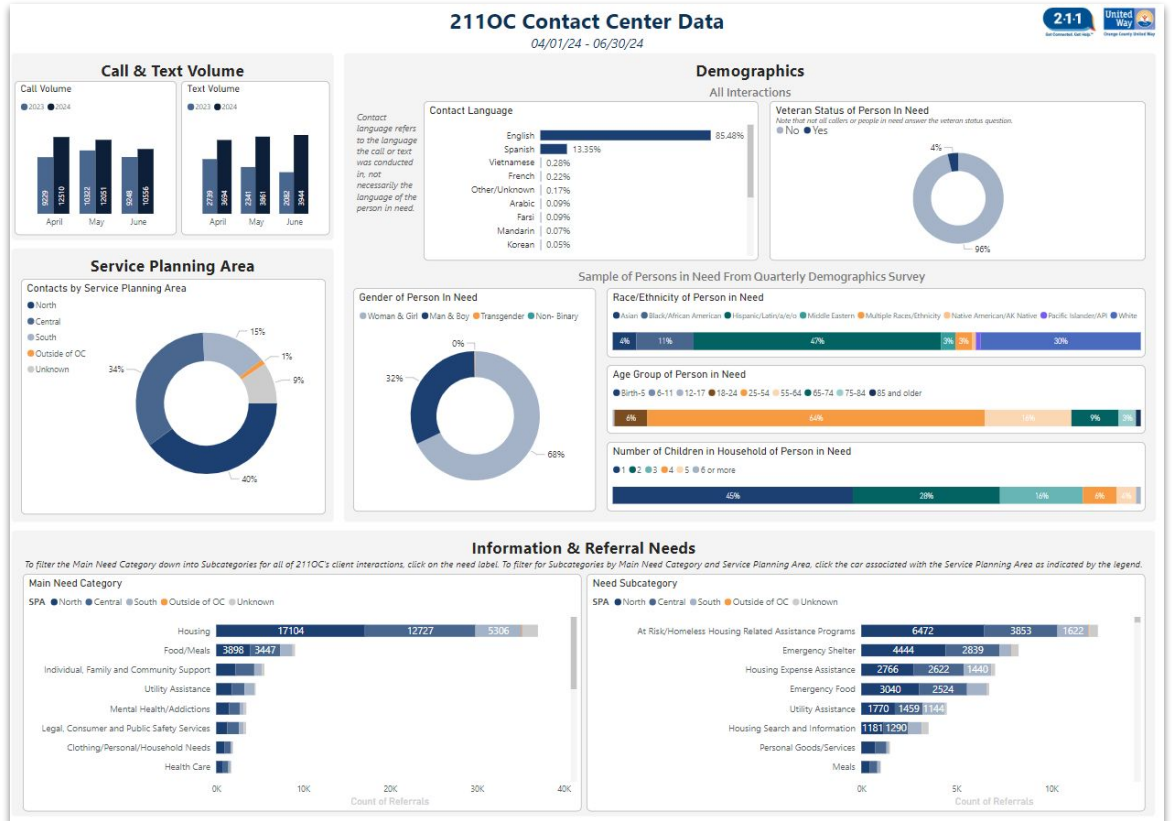 211OC Contact Center Data
04/01/24 - 06/30/24
2·1·1
Get Connected. Get Help.™
United
Way
Orange County United Way
Call & Text Volume
Call Volume
2023 2024
9229 12510 10322 12051 9248 10556
April May June
Text Volume
2023 2024
2739 3694 2341 3861 2082 3944
April May June
Demographics
All Interactions
Contact
language refers
to the language
the call or text
was conducted
in, not
necessarily the
language of the
person in need.
Contact Language
English 85.48%
Spanish 13.35%
Vietnamese 0.28%
French 0.22%
Other/Unknown 0.17%
Arabic 0.09%
Farsi 0.09%
Mandarin 0.07%
Korean 0.05%
Veteran Status of Person In Need
Note that not all callers or people in need answer the veteran status question.
No Yes
4%
96%
Service Planning Area
Contacts by Service Planning Area
North
Central
South
Outside of OC
Unknown
15%
1%
34%
9%
40%
Sample of Persons in Need From Quarterly Demographics Survey
Gender of Person In Need
Woman & Girl Man & Boy Transgender Non- Binary
0%
32%
68%
Race/Ethnicity of Person in Need
Asian Black/African American Hispanic/Latin/a/e/o Middle Eastern Multiple Races/Ethnicity Native American/AK Native Pacific Islander/API White
4% 11% 47% 3% 3% 30%
Age Group of Person in Need
Birth-5 6-11 12-17 18-24 25-54 55-64 65-74 75-84 85 and older
6% 64% 16% 9% 3%
Number of Children in Household of Person in Need
1 2 3 4 5 6 or more
45% 28% 16% 6% 4%
Information & Referral Needs
To filter the Main Need Category down into Subcategories for all of 211OC's client interactions, click on the need label. To filter for Subcategories by Main Need Category and Service Planning Area, click the car associated with the Service Planning Area as indicated by the legend.
Main Need Category
SPA North Central South Outside of OC Unknown
Housing 17104 12727 5306
Food/Meals 3898 3447
Individual, Family and Community Support
Utility Assistance
Mental Health/Addictions
Legal, Consumer and Public Safety Services
Clothing/Personal/Household Needs
Health Care
0K 10K 20K 30K 40K
Count of Referrals
Need Subcategory
SPA North Central South Outside of OC Unknown
At Risk/Homeless Housing Related Assistance Programs 6472 3853 1622
Emergency Shelter 4444 2839
Housing Expense Assistance 2766 2622 1440
Emergency Food 3040 2524
Utility Assistance 1770 1459 1144
Housing Search and Information 1181 1290
Personal Goods/Services
Meals
0K 5K 10K
Count of Referrals